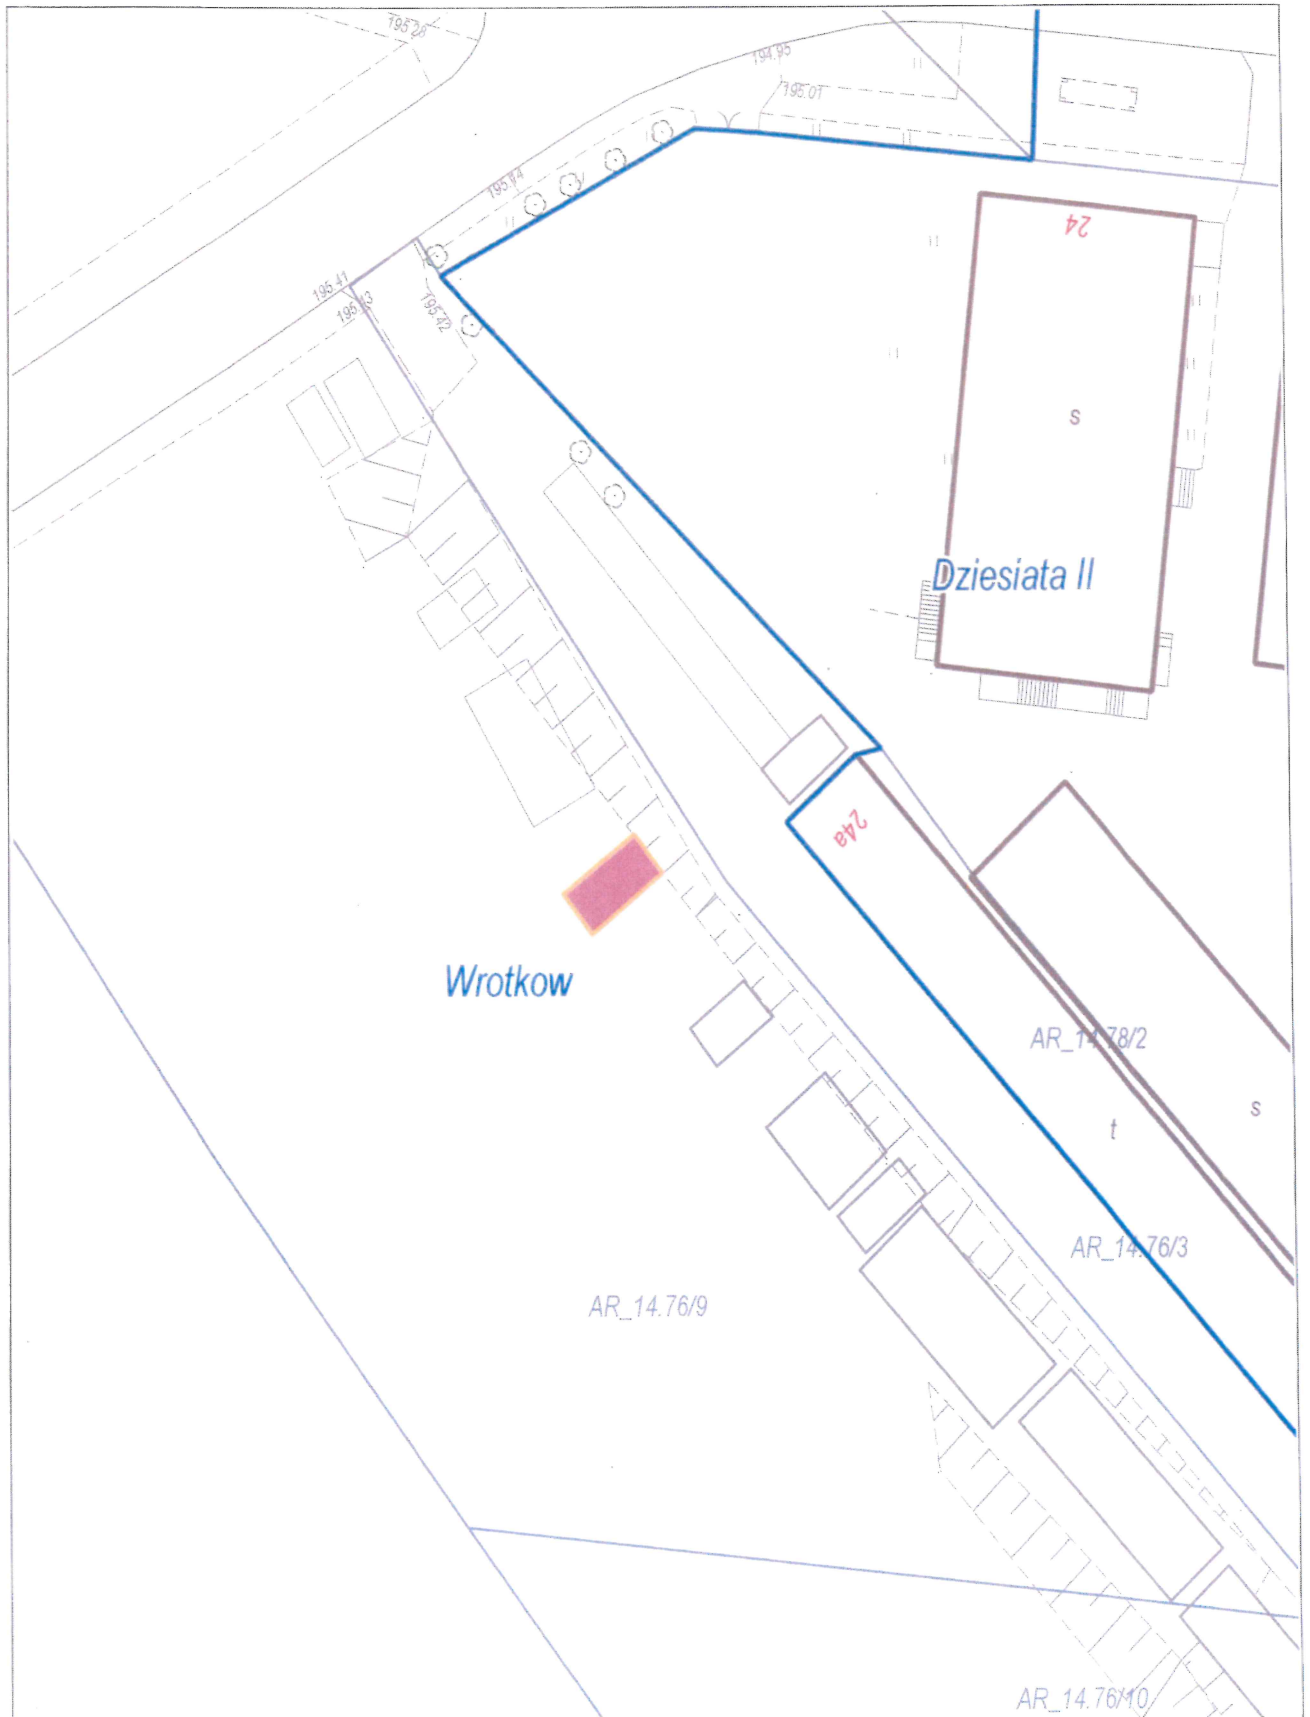 195.28
194.95
195.01
195.14
24
195.41
195.13
195.42
s
Dziesiata II
24a
Wrotkow
AR_14.78/2
s
t
AR_14.76/3
AR_14.76/9
AR_14.76/10